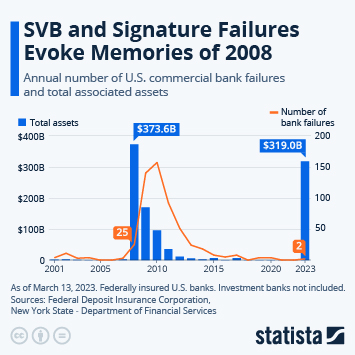 SVB and Signature Failures
Evoke Memories of 2008
Annual number of U.S. commercial bank failures
and total associated assets
Total assets
Number of
bank failures
$400B
$300B
$200B
$100B
0
200
150
100
50
$373.6B
$319.0B
25
2
2001
2005
2010
2015
2020
2023
As of March 13, 2023. Federally insured U.S. banks. Investment banks not included.
Sources: Federal Deposit Insurance Corporation,
New York State - Department of Financial Services
cc
statista